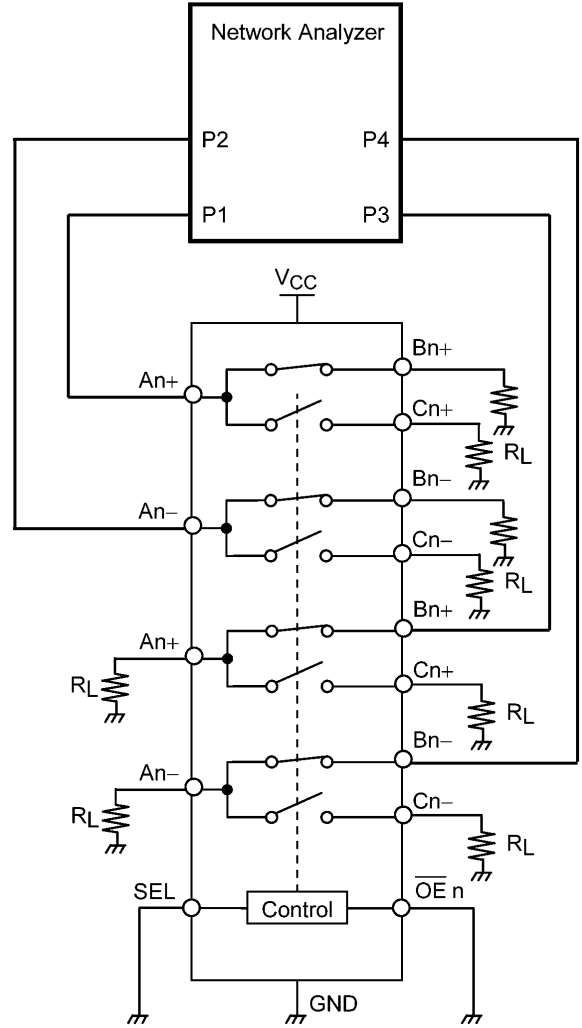 Network Analyzer
P2 P4
P1 P3
VCC
An+ Bn+
Cn+
RL
An− Bn−
Cn−
RL
An+ Bn+
RL Cn+
RL
An− Bn−
RL Cn−
RL
SEL Control O̅E̅ n
GND